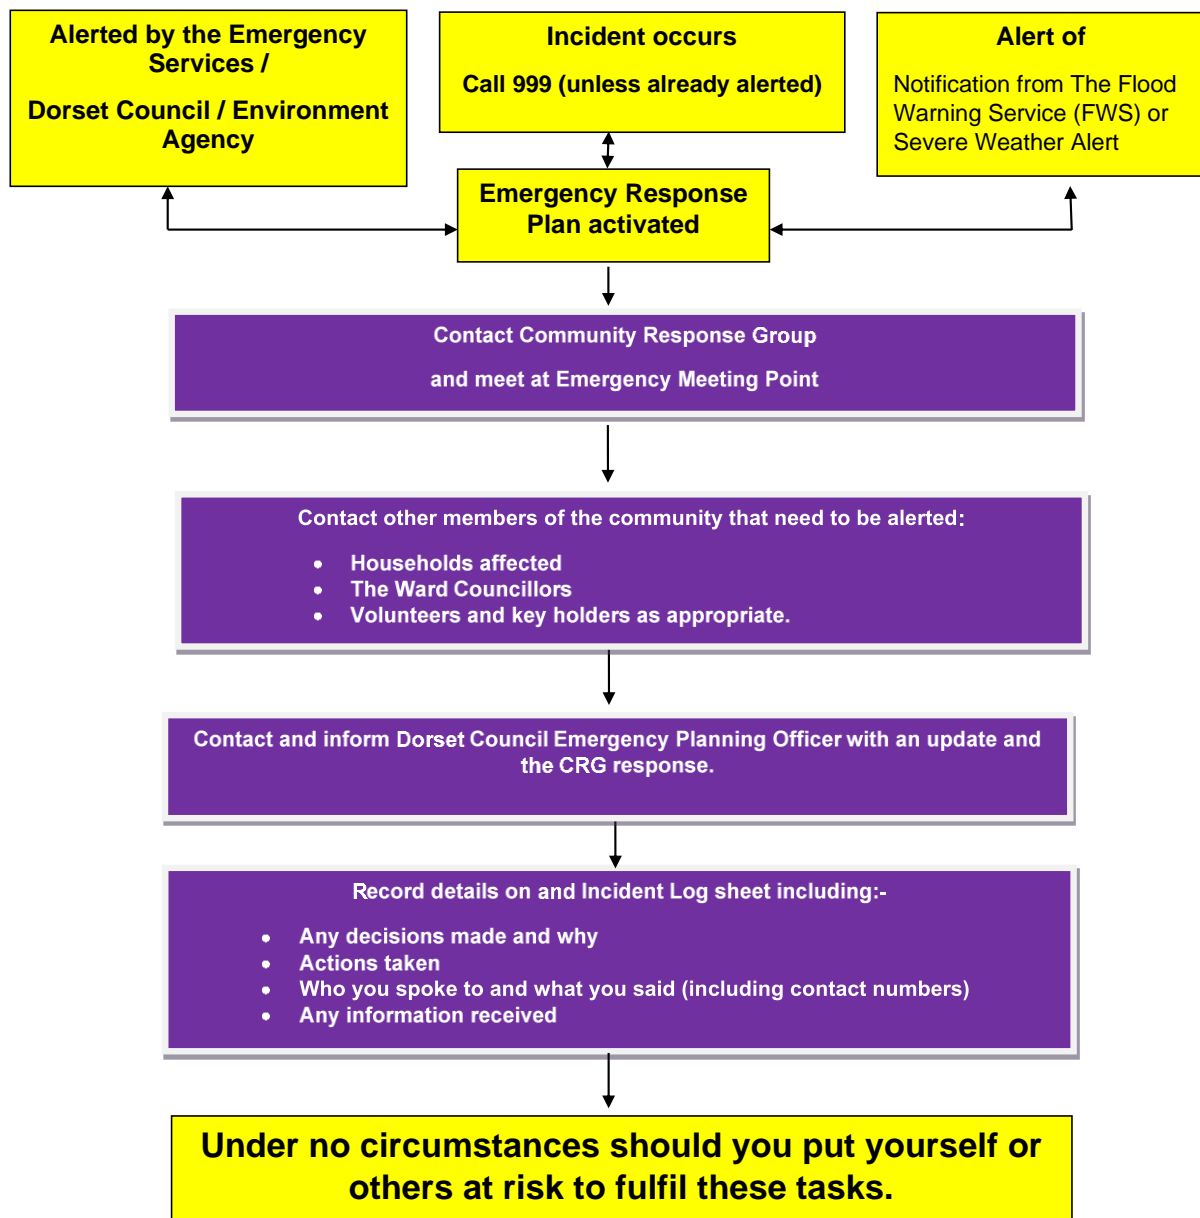 Alerted by the Emergency
Services /
Dorset Council / Environment
Agency
Incident occurs
Call 999 (unless already alerted)
Alert of
Notification from The Flood
Warning Service (FWS) or
Severe Weather Alert
Emergency Response
Plan activated
Contact Community Response Group
and meet at Emergency Meeting Point
Contact other members of the community that need to be alerted:
• Households affected
• The Ward Councillors
• Volunteers and key holders as appropriate.
Contact and inform Dorset Council Emergency Planning Officer with an update and
the CRG response.
Record details on and Incident Log sheet including:-
• Any decisions made and why
• Actions taken
• Who you spoke to and what you said (including contact numbers)
• Any information received
Under no circumstances should you put yourself or
others at risk to fulfil these tasks.